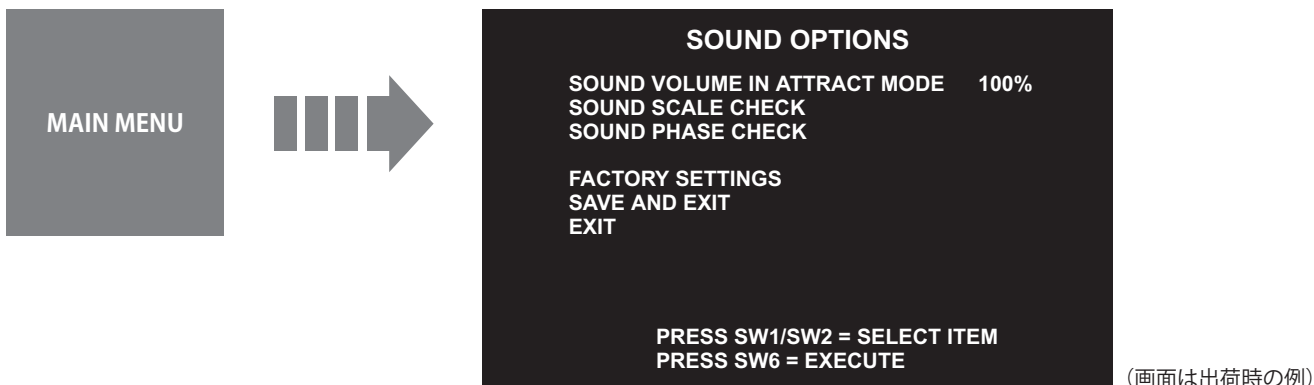 MAIN MENU
SOUND OPTIONS
SOUND VOLUME IN ATTRACT MODE 100%
SOUND SCALE CHECK
SOUND PHASE CHECK
FACTORY SETTINGS
SAVE AND EXIT
EXIT
PRESS SW1/SW2 = SELECT ITEM
PRESS SW6 = EXECUTE
（画面は出荷時の例）